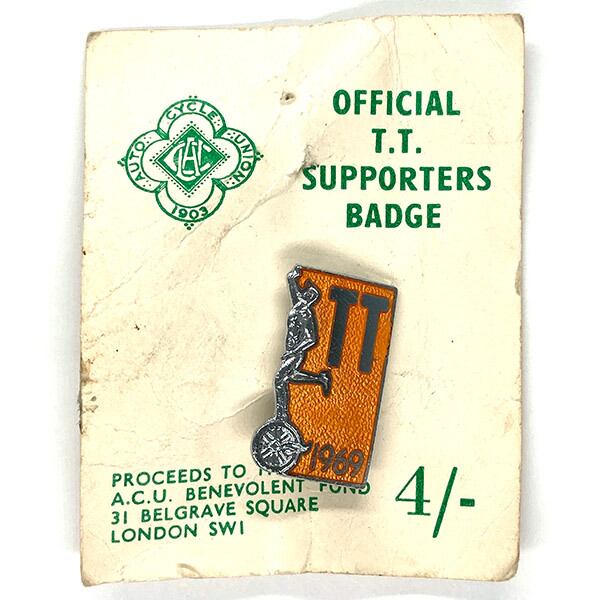 AUTO CYCLE UNION
ACU
1903
OFFICIAL
T.T.
SUPPORTERS
BADGE
TT
1969
PROCEEDS TO
A.C.U. BENEVOLENT FUND
31 BELGRAVE SQUARE
LONDON SW1
4/-